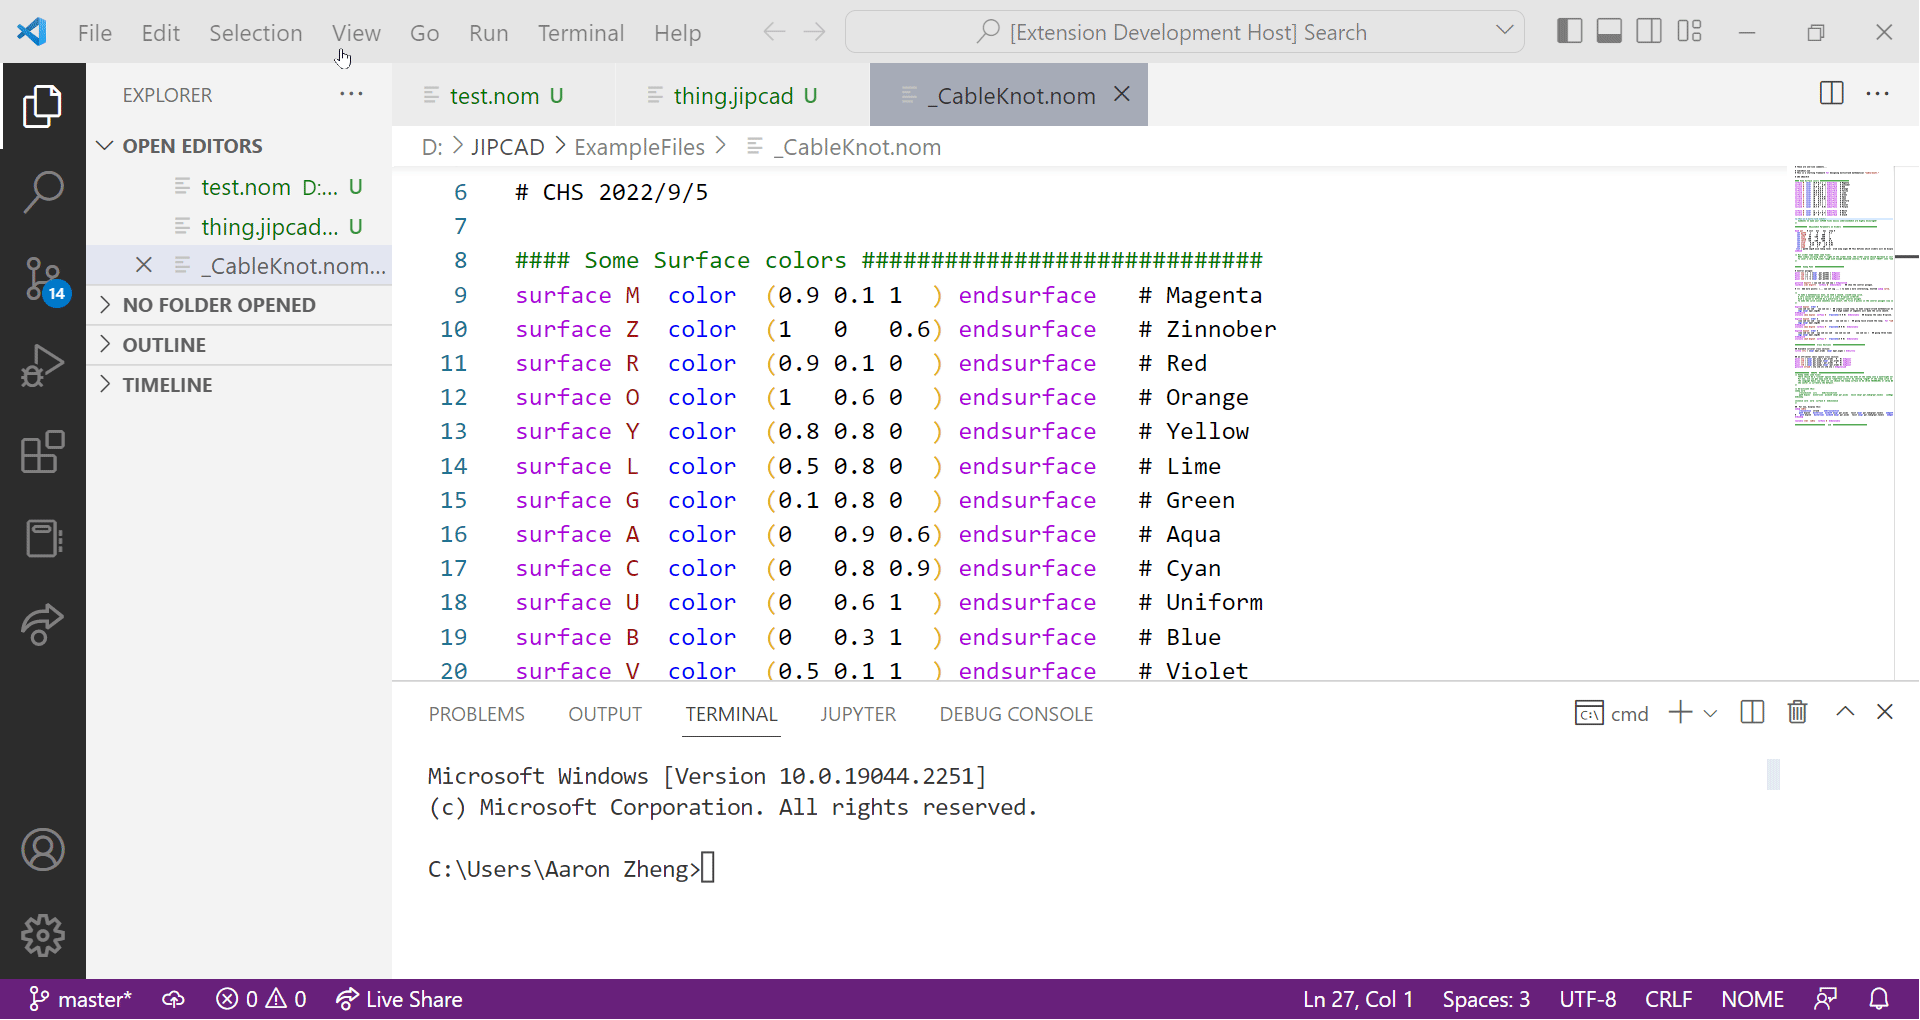 File Edit Selection View Go Run Terminal Help [Extension Development Host] Search
EXPLORER
OPEN EDITORS
test.nom D:... U
thing.jipcad... U
_CableKnot.nom...
NO FOLDER OPENED
OUTLINE
TIMELINE
14
test.nom U thing.jipcad U _CableKnot.nom
D: > JIPCAD > ExampleFiles > _CableKnot.nom
6 # CHS 2022/9/5
7
8 #### Some Surface colors #############################
9 surface M color (0.9 0.1 1 ) endsurface # Magenta
10 surface Z color (1 0 0.6) endsurface # Zinnober
11 surface R color (0.9 0.1 0 ) endsurface # Red
12 surface O color (1 0.6 0 ) endsurface # Orange
13 surface Y color (0.8 0.8 0 ) endsurface # Yellow
14 surface L color (0.5 0.8 0 ) endsurface # Lime
15 surface G color (0.1 0.8 0 ) endsurface # Green
16 surface A color (0 0.9 0.6) endsurface # Aqua
17 surface C color (0 0.8 0.9) endsurface # Cyan
18 surface U color (0 0.6 1 ) endsurface # Uniform
19 surface B color (0 0.3 1 ) endsurface # Blue
20 surface V color (0.5 0.1 1 ) endsurface # Violet
PROBLEMS OUTPUT TERMINAL JUPYTER DEBUG CONSOLE cmd
Microsoft Windows [Version 10.0.19044.2251]
(c) Microsoft Corporation. All rights reserved.
C:\Users\Aaron Zheng>
master* 0 0 Live Share Ln 27, Col 1 Spaces: 3 UTF-8 CRLF NOME